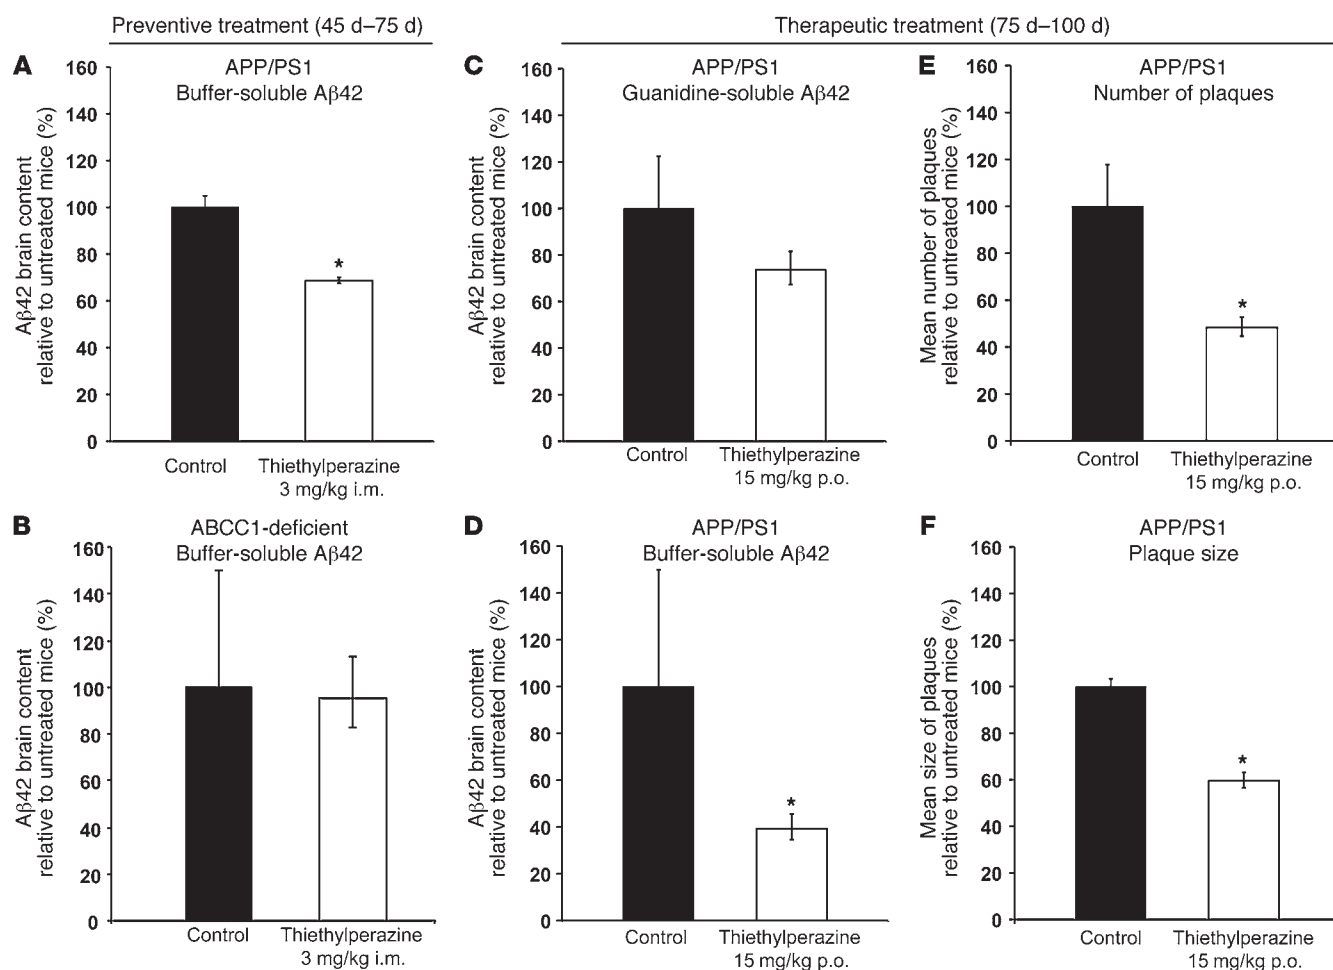 Preventive treatment (45 d–75 d)
Therapeutic treatment (75 d–100 d)
A
APP/PS1
Buffer-soluble Aβ42
Aβ42 brain content
relative to untreated mice (%)
160
140
120
100
80
60
40
20
0
*
Control
Thiethylperazine
3 mg/kg i.m.
C
APP/PS1
Guanidine-soluble Aβ42
Aβ42 brain content
relative to untreated mice (%)
160
140
120
100
80
60
40
20
0
Control
Thiethylperazine
15 mg/kg p.o.
E
APP/PS1
Number of plaques
Mean number of plaques
relative to untreated mice (%)
160
140
120
100
80
60
40
20
0
*
Control
Thiethylperazine
15 mg/kg p.o.
B
ABCC1-deficient
Buffer-soluble Aβ42
Aβ42 brain content
relative to untreated mice (%)
160
140
120
100
80
60
40
20
0
Control
Thiethylperazine
3 mg/kg i.m.
D
APP/PS1
Buffer-soluble Aβ42
Aβ42 brain content
relative to untreated mice (%)
160
140
120
100
80
60
40
20
0
*
Control
Thiethylperazine
15 mg/kg p.o.
F
APP/PS1
Plaque size
Mean size of plaques
relative to untreated mice (%)
160
140
120
100
80
60
40
20
0
*
Control
Thiethylperazine
15 mg/kg p.o.